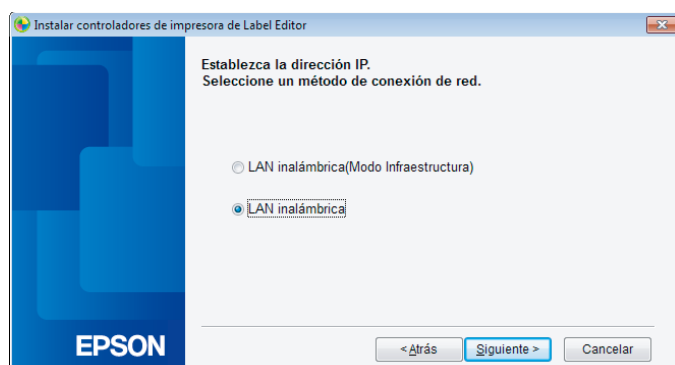 Instalar controladores de impresora de Label Editor
Establezca la dirección IP.
Seleccione un método de conexión de red.
LAN inalámbrica(Modo Infraestructura)
LAN inalámbrica
EPSON
< Atrás
Siguiente >
Cancelar